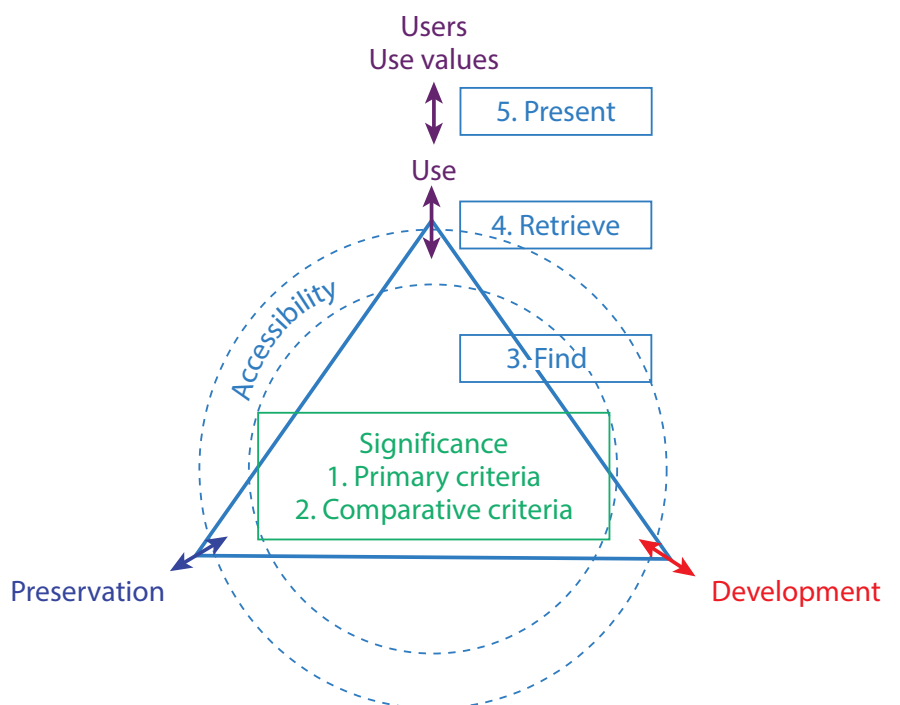 Users
Use values
5. Present
Use
4. Retrieve
Accessibility
3. Find
Significance
1. Primary criteria
2. Comparative criteria
Preservation
Development